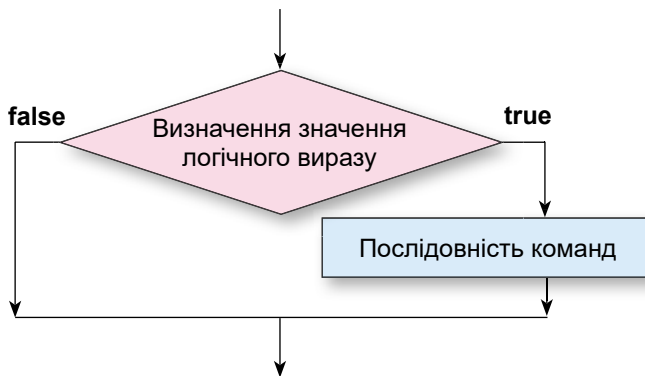 false
true
Визначення значення
логічного виразу
Послідовність команд